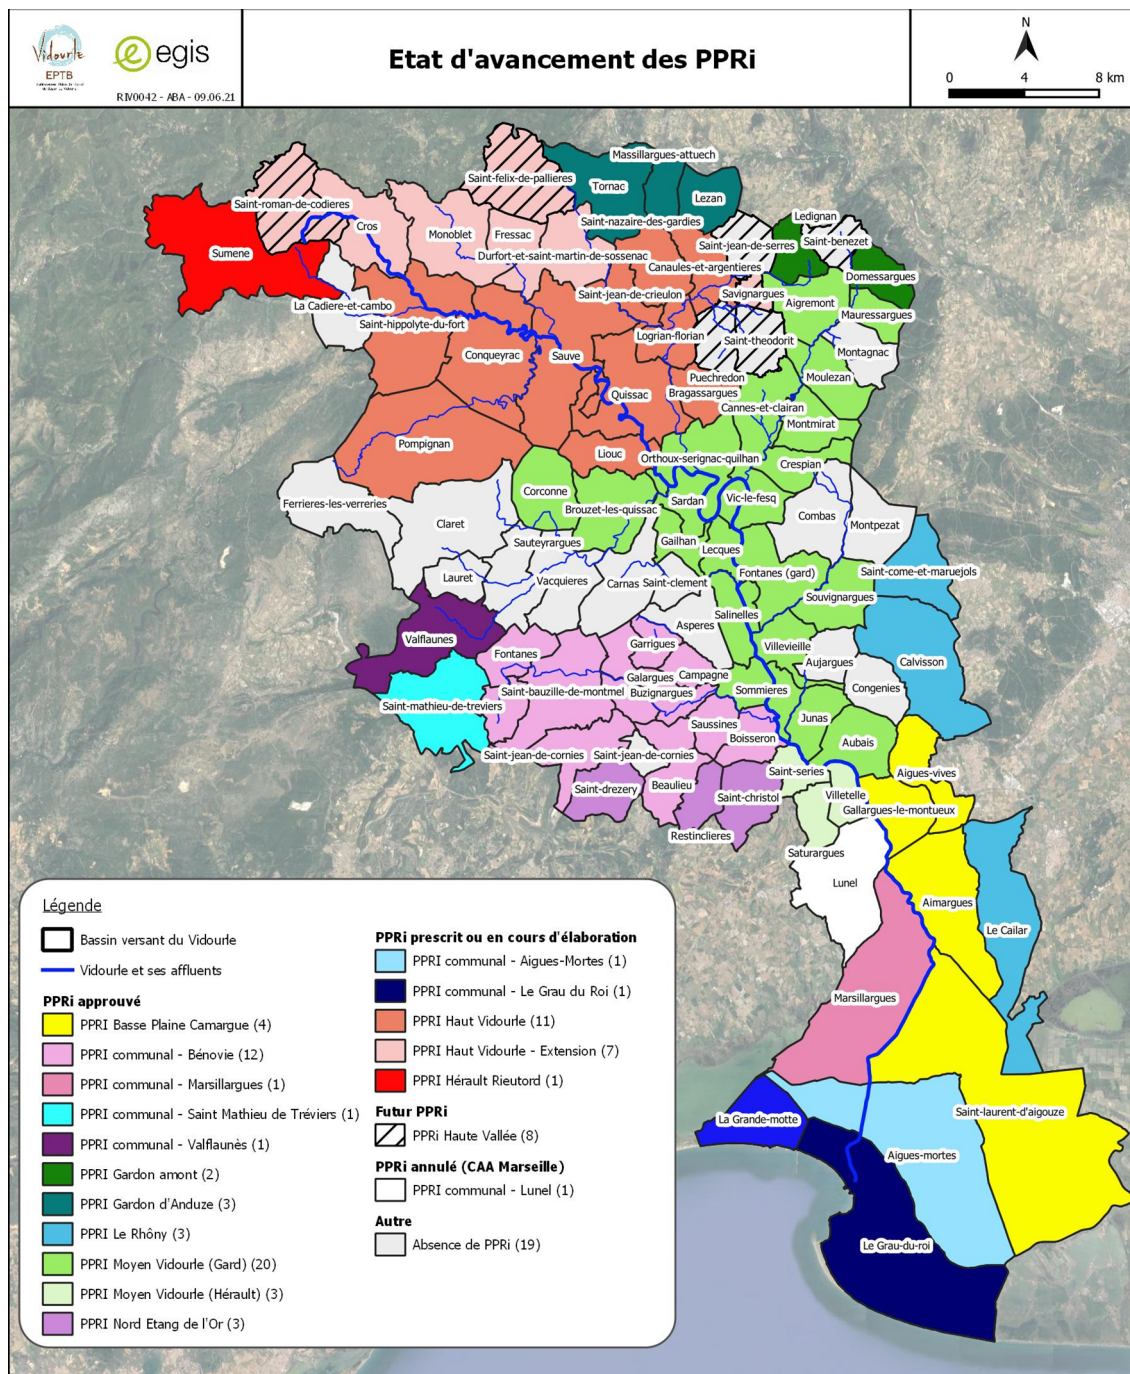 Vidourle
EPTB
egis
RIV0042 - ABA - 09.06.21
Etat d'avancement des PPRi
N
0 4 8 km
Massillargues-attuech
Saint-felix-de-pallieres
Tornac
Lezan
Saint-roman-de-codieres
Cros
Saint-nazaire-des-gardies
Ledignan
Monoblet
Fressac
Saint-jean-de-serres
Saint-benezet
Sumene
Durfort-et-saint-martin-de-sossenac
Canaules-et-argentieres
Domessargues
La Cadiere-et-cambo
Saint-jean-de-crieulon
Savignargues
Aigremont
Mauressargues
Saint-hippolyte-du-fort
Logrian-florian
Saint-theodorit
Montagnac
Conqueyrac
Sauve
Puechredon
Moulezan
Quissac
Bragassargues
Cannes-et-clairan
Montmirat
Pompignan
Liouc
Orthoux-serignac-quilhan
Crespian
Ferrieres-les-verreries
Corconne
Brouzet-les-quissac
Sardan
Vic-le-fesq
Combas
Montpezat
Claret
Sauteyrargues
Gailhan
Lecques
Lauret
Vacquieres
Carnas
Saint-clement
Fontanes (gard)
Saint-come-et-maruejols
Souvignargues
Valflaunes
Asperes
Salinelles
Fontanes
Garrigues
Villevieille
Aujargues
Calvisson
Saint-bauzille-de-montmel
Galargues
Campagne
Buzignargues
Sommieres
Congenies
Saint-mathieu-de-treviers
Saussines
Junas
Boisseron
Aubais
Saint-jean-de-cornies
Saint-jean-de-cornies
Saint-series
Aigues-vives
Saint-drezery
Beaulieu
Saint-christol
Villetelle
Gallargues-le-montueux
Restinclieres
Saturargues
Lunel
Aimargues
Le Cailar
Marsillargues
La Grande-motte
Saint-laurent-d'aigouze
Aigues-mortes
Le Grau-du-roi
Légende
Bassin versant du Vidourle
Vidourle et ses affluents
PPRi approuvé
PPRI Basse Plaine Camargue (4)
PPRI communal - Bénovie (12)
PPRI communal - Marsillargues (1)
PPRI communal - Saint Mathieu de Tréviers (1)
PPRI communal - Valflaunès (1)
PPRI Gardon amont (2)
PPRI Gardon d'Anduze (3)
PPRI Le Rhôny (3)
PPRI Moyen Vidourle (Gard) (20)
PPRI Moyen Vidourle (Hérault) (3)
PPRI Nord Etang de l'Or (3)
PPRi prescrit ou en cours d'élaboration
PPRI communal - Aigues-Mortes (1)
PPRI communal - Le Grau du Roi (1)
PPRI Haut Vidourle (11)
PPRI Haut Vidourle - Extension (7)
PPRI Hérault Rieutord (1)
Futur PPRi
PPRi Haute Vallée (8)
PPRi annulé (CAA Marseille)
PPRI communal - Lunel (1)
Autre
Absence de PPRi (19)